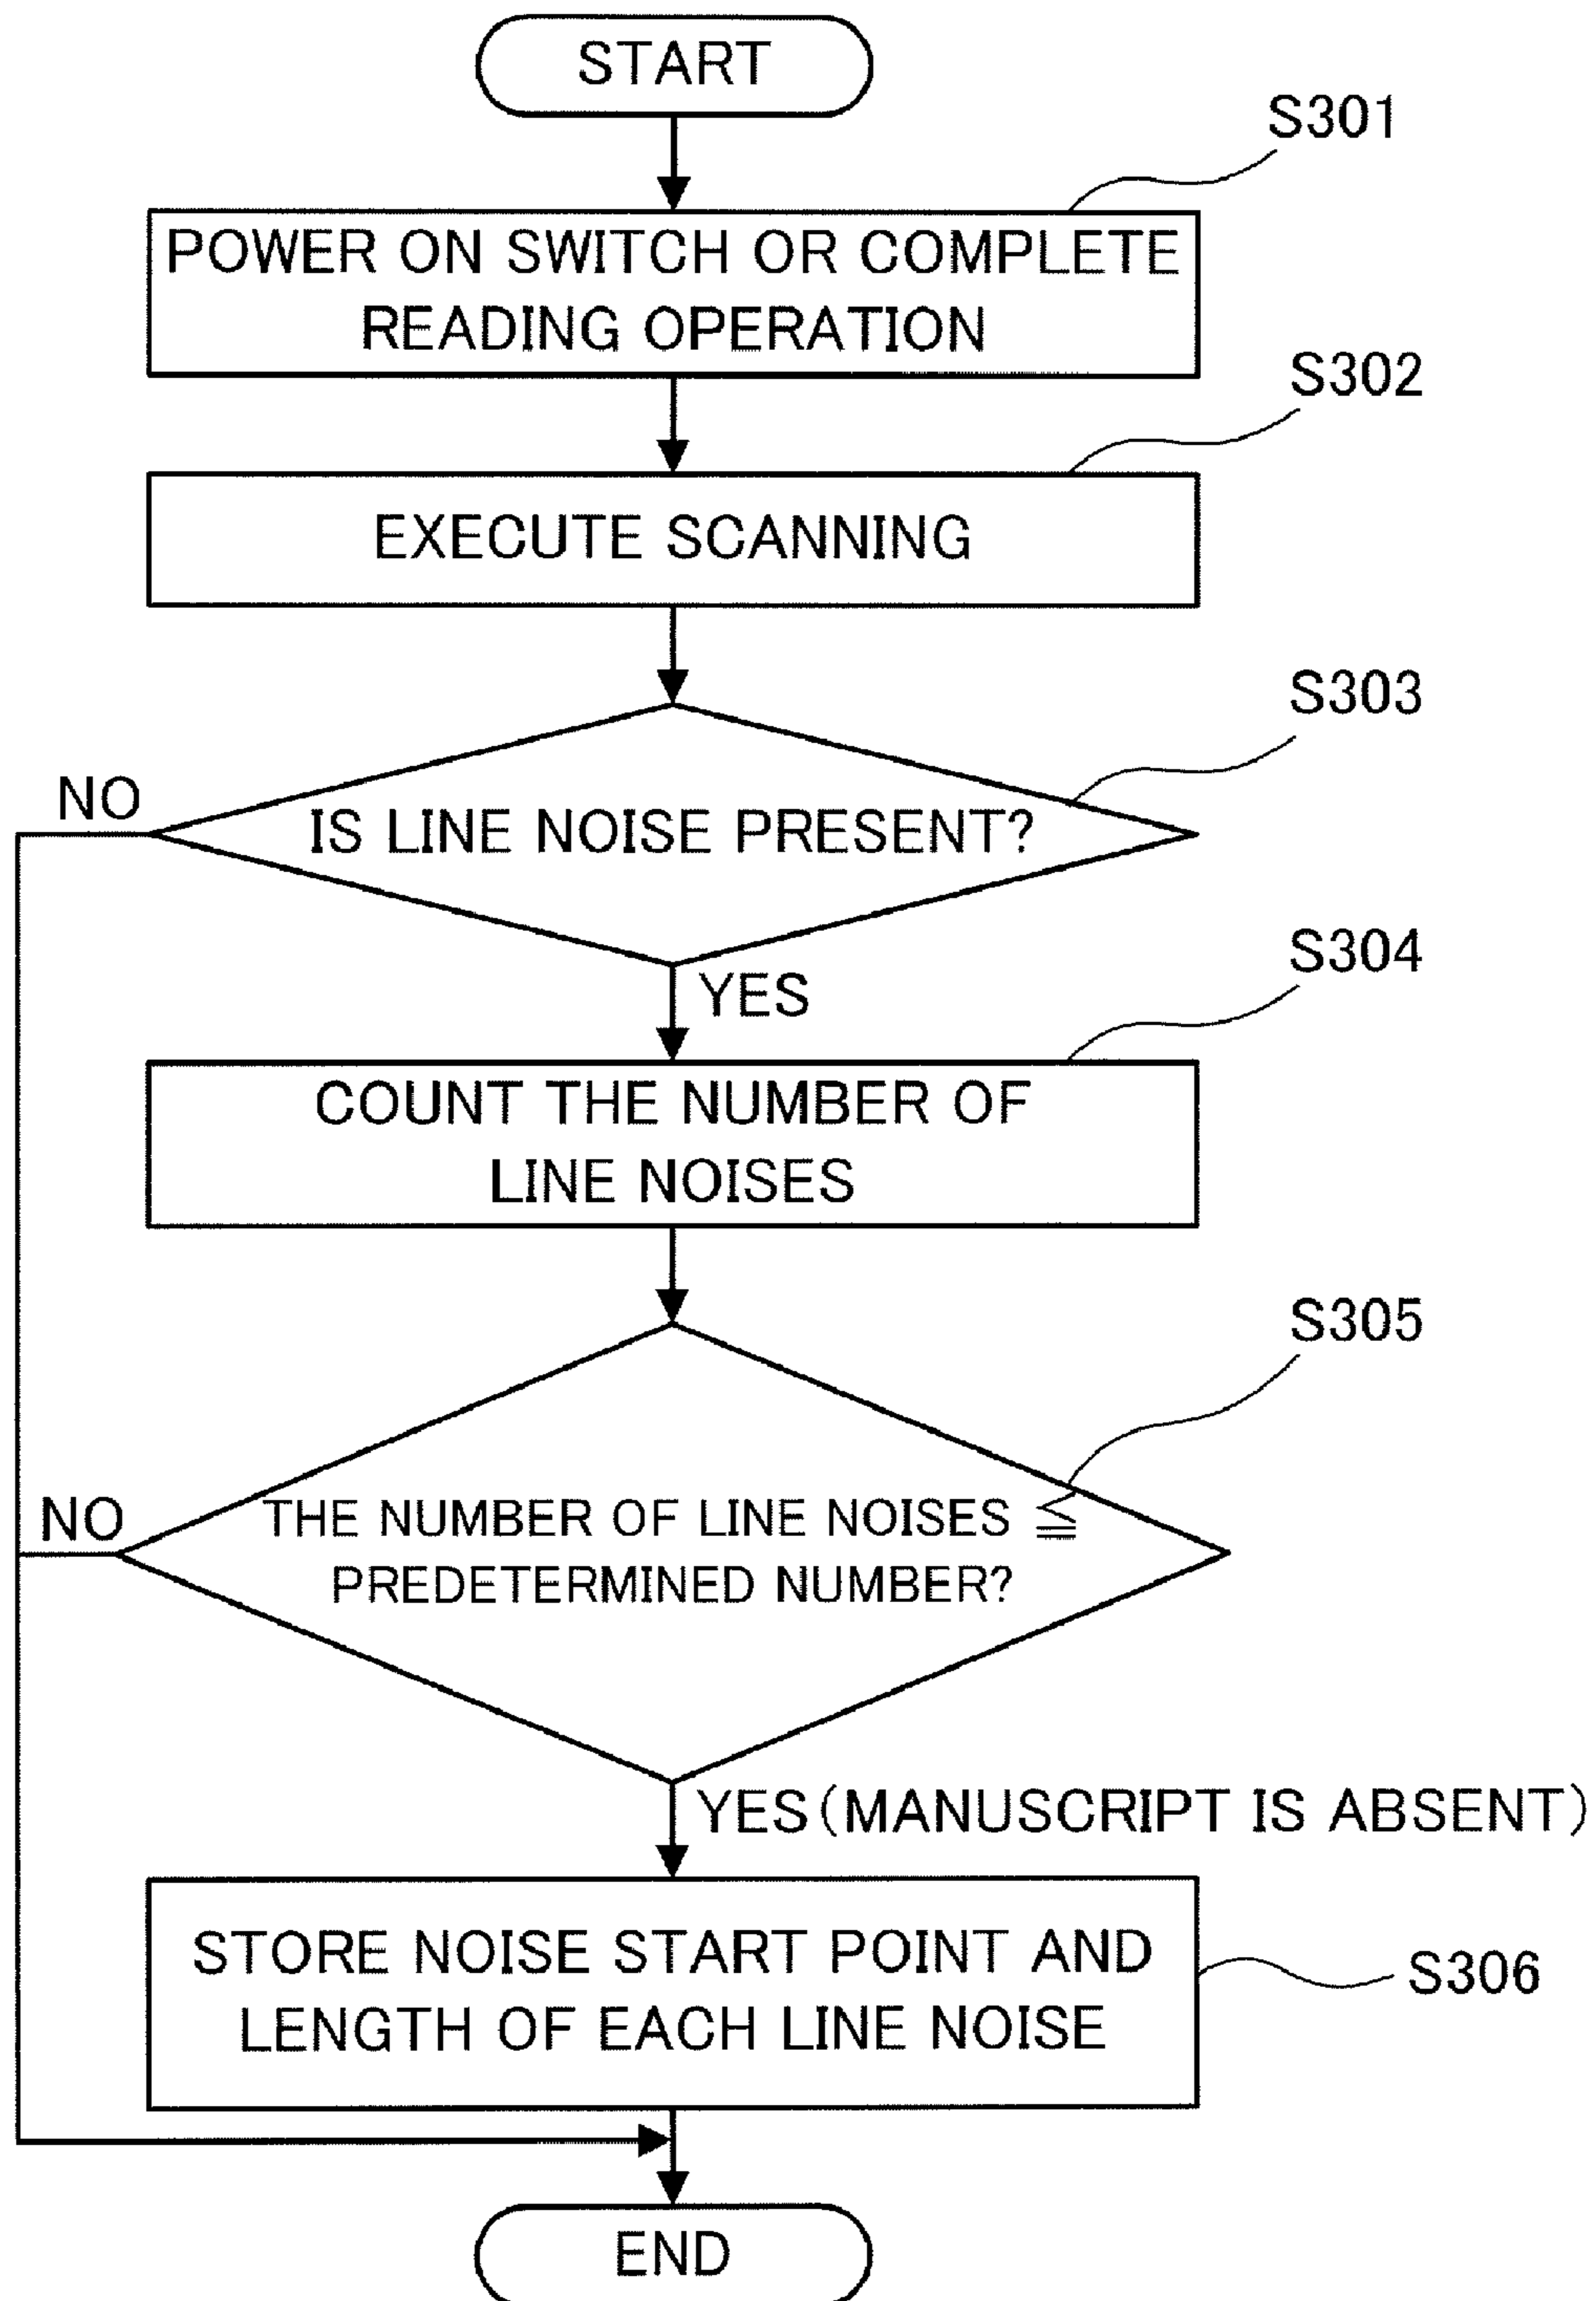 START
S301
POWER ON SWITCH OR COMPLETE
READING OPERATION
S302
EXECUTE SCANNING
S303
NO
IS LINE NOISE PRESENT?
YES
S304
COUNT THE NUMBER OF
LINE NOISES
S305
NO
THE NUMBER OF LINE NOISES ≦
PREDETERMINED NUMBER?
YES (MANUSCRIPT IS ABSENT)
STORE NOISE START POINT AND
LENGTH OF EACH LINE NOISE
S306
END